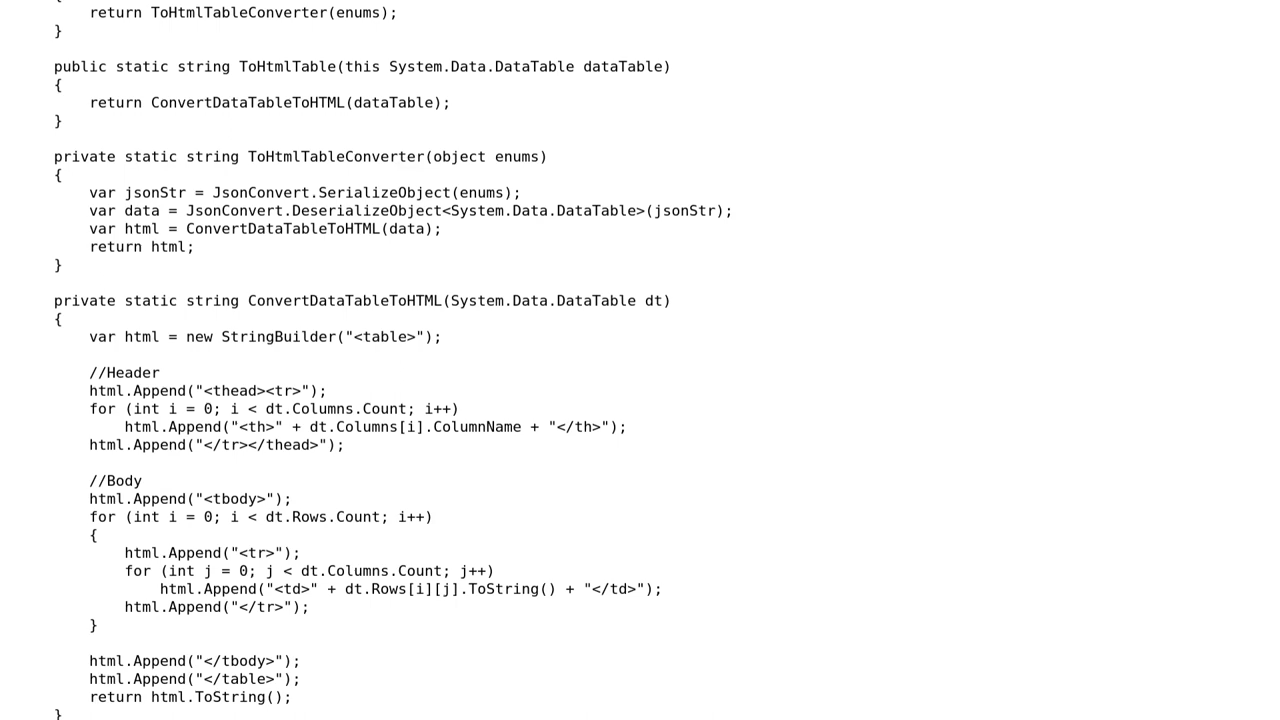 {
    return ToHtmlTableConverter(enums);
}

public static string ToHtmlTable(this System.Data.DataTable dataTable)
{
    return ConvertDataTableToHTML(dataTable);
}

private static string ToHtmlTableConverter(object enums)
{
    var jsonStr = JsonConvert.SerializeObject(enums);
    var data = JsonConvert.DeserializeObject<System.Data.DataTable>(jsonStr);
    var html = ConvertDataTableToHTML(data);
    return html;
}

private static string ConvertDataTableToHTML(System.Data.DataTable dt)
{
    var html = new StringBuilder("<table>");

    //Header
    html.Append("<thead><tr>");
    for (int i = 0; i < dt.Columns.Count; i++)
        html.Append("<th>" + dt.Columns[i].ColumnName + "</th>");
    html.Append("</tr></thead>");

    //Body
    html.Append("<tbody>");
    for (int i = 0; i < dt.Rows.Count; i++)
    {
        html.Append("<tr>");
        for (int j = 0; j < dt.Columns.Count; j++)
            html.Append("<td>" + dt.Rows[i][j].ToString() + "</td>");
        html.Append("</tr>");
    }

    html.Append("</tbody>");
    html.Append("</table>");
    return html.ToString();
}